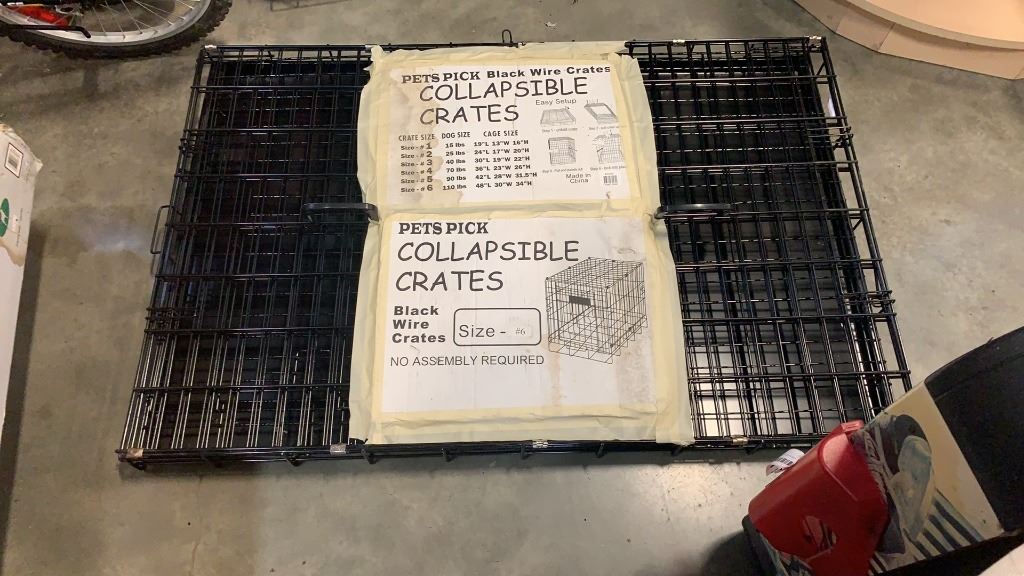 PETS PICK Black Wire Crates
COLLAPSIBLE
CRATES
Easy Setup
CRATE SIZE DOG SIZE CAGE SIZE
Size - # 1 15 lbs 19"L 13"W 16"H
Size - # 2 25 lbs 24"L 17"W 20"H
Size - # 3 40 lbs 30"L 19"W 22"H
Size - # 4 70 lbs 36"L 23"W 26"H
Size - # 5 90 lbs 42"L 28"W 31.5"H
Size - # 6 110 lbs 48"L 30"W 34"H
Made in
China
PETS PICK
COLLAPSIBLE
CRATES
Black
Wire
Crates
Size - #6
NO ASSEMBLY REQUIRED